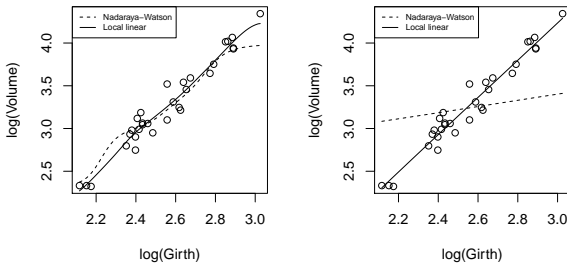 Nadaraya−Watson
Local linear
4.0
3.5
3.0
2.5
log(Volume)
2.2 2.4 2.6 2.8 3.0
log(Girth)
Nadaraya−Watson
Local linear
4.0
3.5
3.0
2.5
log(Volume)
2.2 2.4 2.6 2.8 3.0
log(Girth)